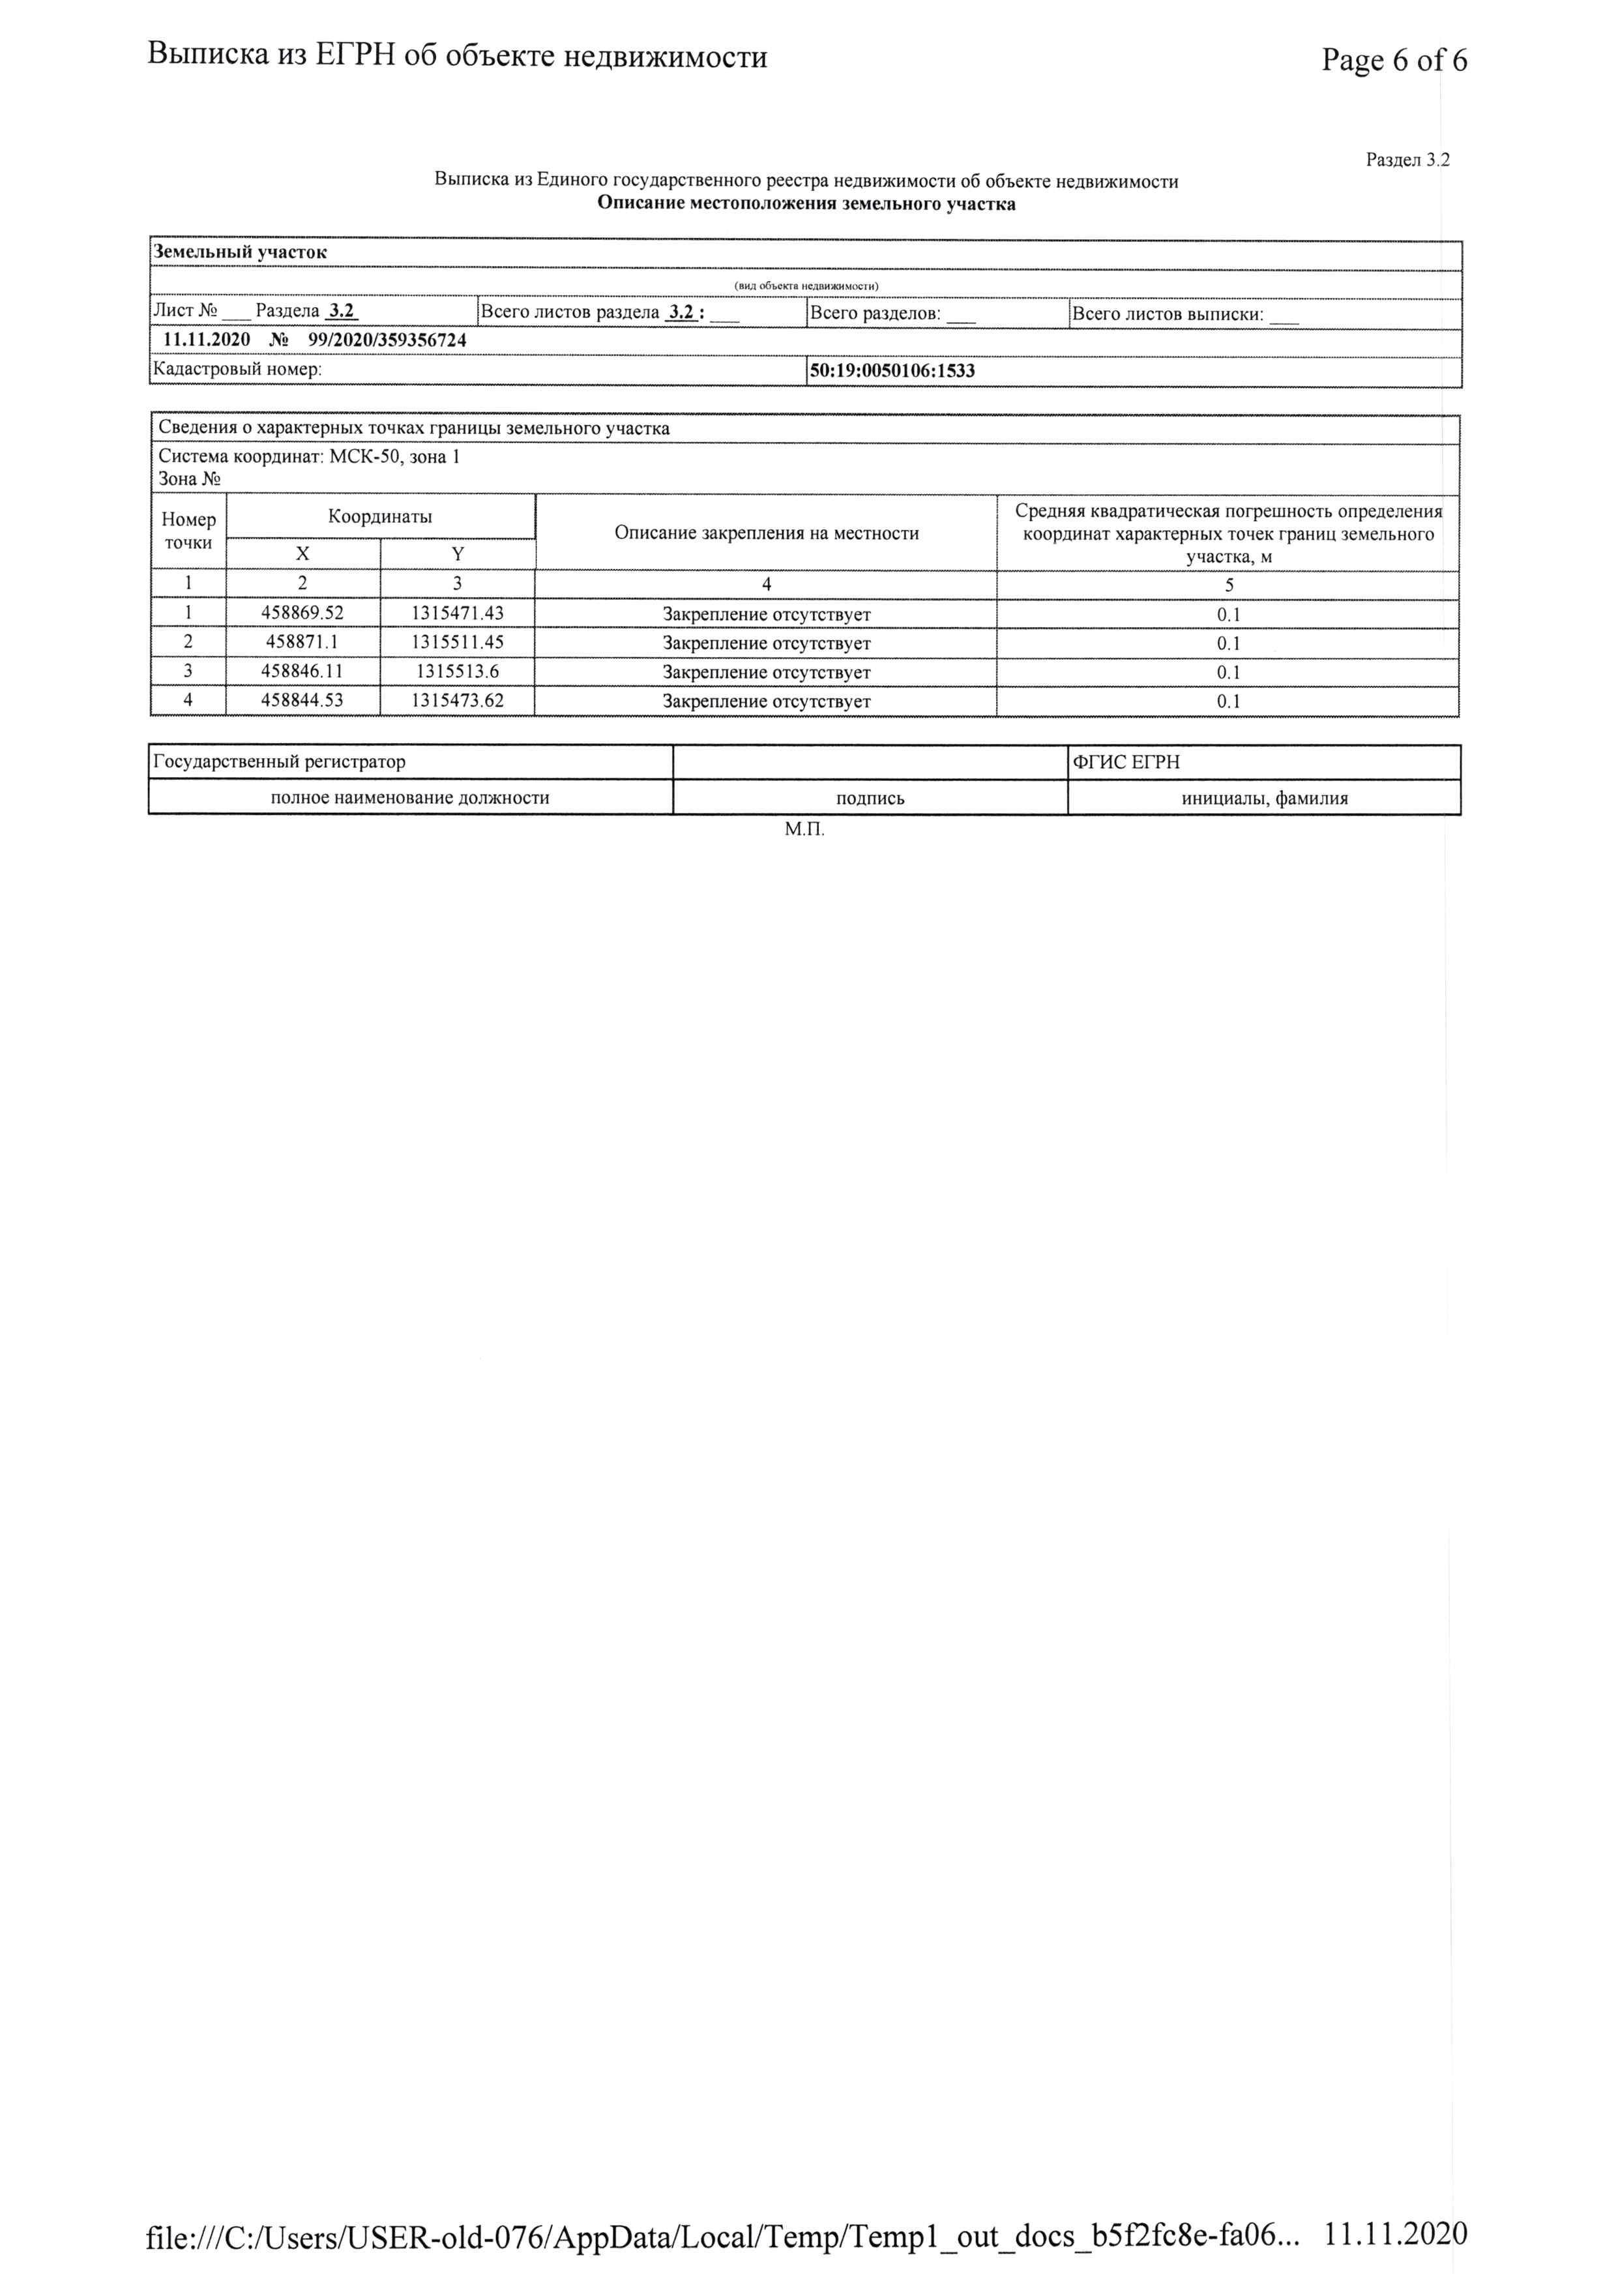 Выписка из ЕГРН об объекте недвижимости Page 6 of 6
Раздел 3.2
Выписка из Единого государственного реестра недвижимости об объекте недвижимости
Описание местоположения земельного участка
Земельный участок
(вид объекта недвижимости)
Лист № ___ Раздела 3.2 Всего листов раздела 3.2 : ___ Всего разделов: ___ Всего листов выписки: ___
11.11.2020 № 99/2020/359356724
Кадастровый номер: 50:19:0050106:1533
Сведения о характерных точках границы земельного участка
Система координат: МСК-50, зона 1
Зона №
Номер точки Координаты Описание закрепления на местности Средняя квадратическая погрешность определения координат характерных точек границ земельного участка, м
X Y
1 2 3 4 5
1 458869.52 1315471.43 Закрепление отсутствует 0.1
2 458871.1 1315511.45 Закрепление отсутствует 0.1
3 458846.11 1315513.6 Закрепление отсутствует 0.1
4 458844.53 1315473.62 Закрепление отсутствует 0.1
Государственный регистратор ФГИС ЕГРН
полное наименование должности подпись инициалы, фамилия
М.П.
file:///C:/Users/USER-old-076/AppData/Local/Temp/Temp1_out_docs_b5f2fc8e-fa06... 11.11.2020